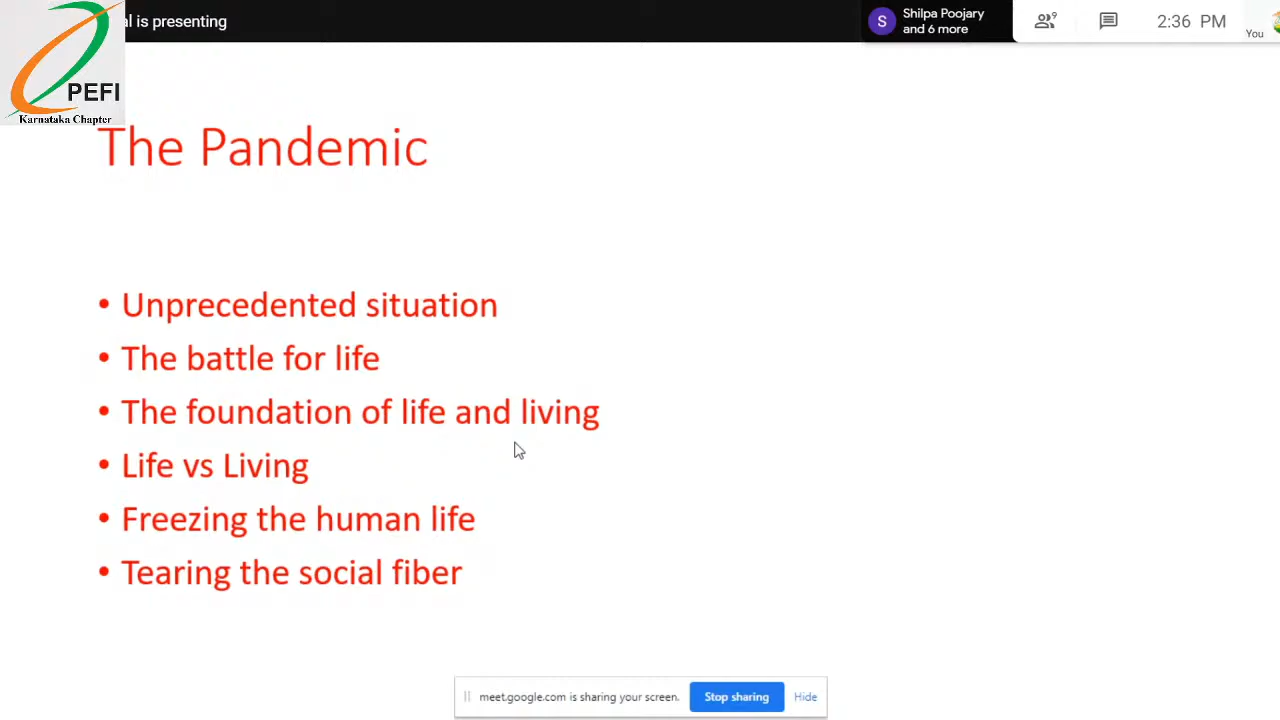 al is presenting
Shilpa Poojary
and 6 more
S
9
2:36 PM
You
PEFI
Karnataka Chapter
The Pandemic
• Unprecedented situation
• The battle for life
• The foundation of life and living
• Life vs Living
• Freezing the human life
• Tearing the social fiber
meet.google.com is sharing your screen.
Stop sharing
Hide